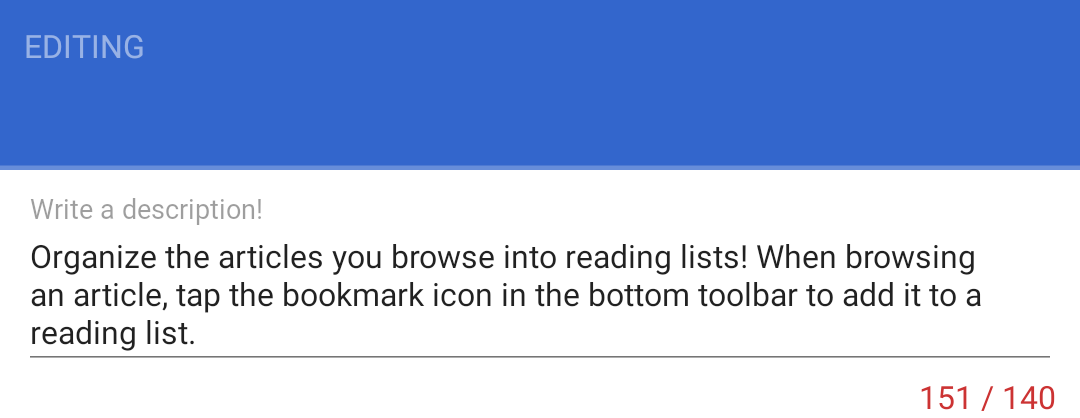 EDITING
Write a description!
Organize the articles you browse into reading lists! When browsing
an article, tap the bookmark icon in the bottom toolbar to add it to a
reading list.
151 / 140